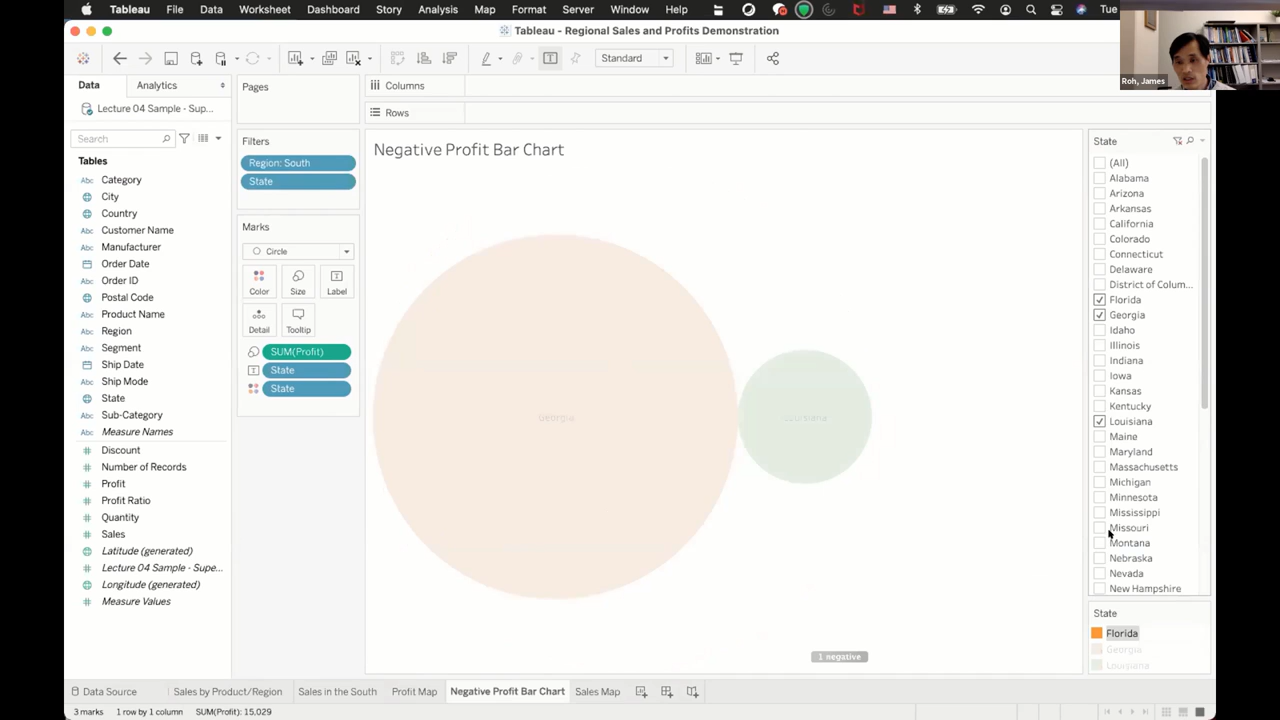 Tableau File Data Worksheet Dashboard Story Analysis Map Format Server Window Help Tue
Tableau - Regional Sales and Profits Demonstration
Roh, James
Standard
Data Analytics
Pages
Columns
Lecture 04 Sample - Sup...
Rows
Search
Tables
Category
City
Country
Customer Name
Manufacturer
Order Date
Order ID
Postal Code
Product Name
Region
Segment
Ship Date
Ship Mode
State
Sub-Category
Measure Names
Discount
Number of Records
Profit
Profit Ratio
Quantity
Sales
Latitude (generated)
Lecture 04 Sample - Supe...
Longitude (generated)
Measure Values
Filters
Region: South
State
Marks
Circle
Color Size Label
Detail Tooltip
SUM(Profit)
State
State
Negative Profit Bar Chart
Georgia
Louisiana
1 negative
State
(All)
Alabama
Arizona
Arkansas
California
Colorado
Connecticut
Delaware
District of Colum...
Florida
Georgia
Idaho
Illinois
Indiana
Iowa
Kansas
Kentucky
Louisiana
Maine
Maryland
Massachusetts
Michigan
Minnesota
Mississippi
Missouri
Montana
Nebraska
Nevada
New Hampshire
State
Florida
Georgia
Louisiana
Data Source Sales by Product/Region Sales in the South Profit Map Negative Profit Bar Chart Sales Map
3 marks 1 row by 1 column SUM(Profit): 15,029